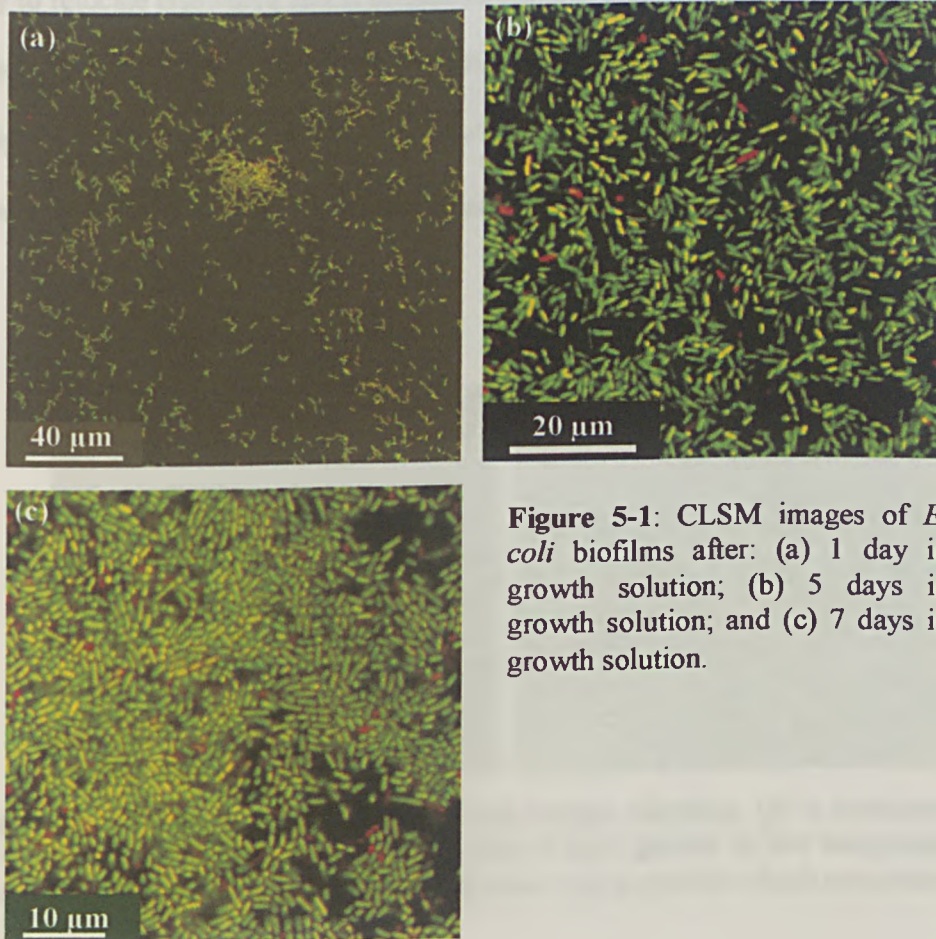 (a)
40 μm
(b)
20 μm
(c)
10 μm
Figure 5-1: CLSM images of E
coli biofilms after: (a) 1 day i
growth solution; (b) 5 days i
growth solution; and (c) 7 days i
growth solution.